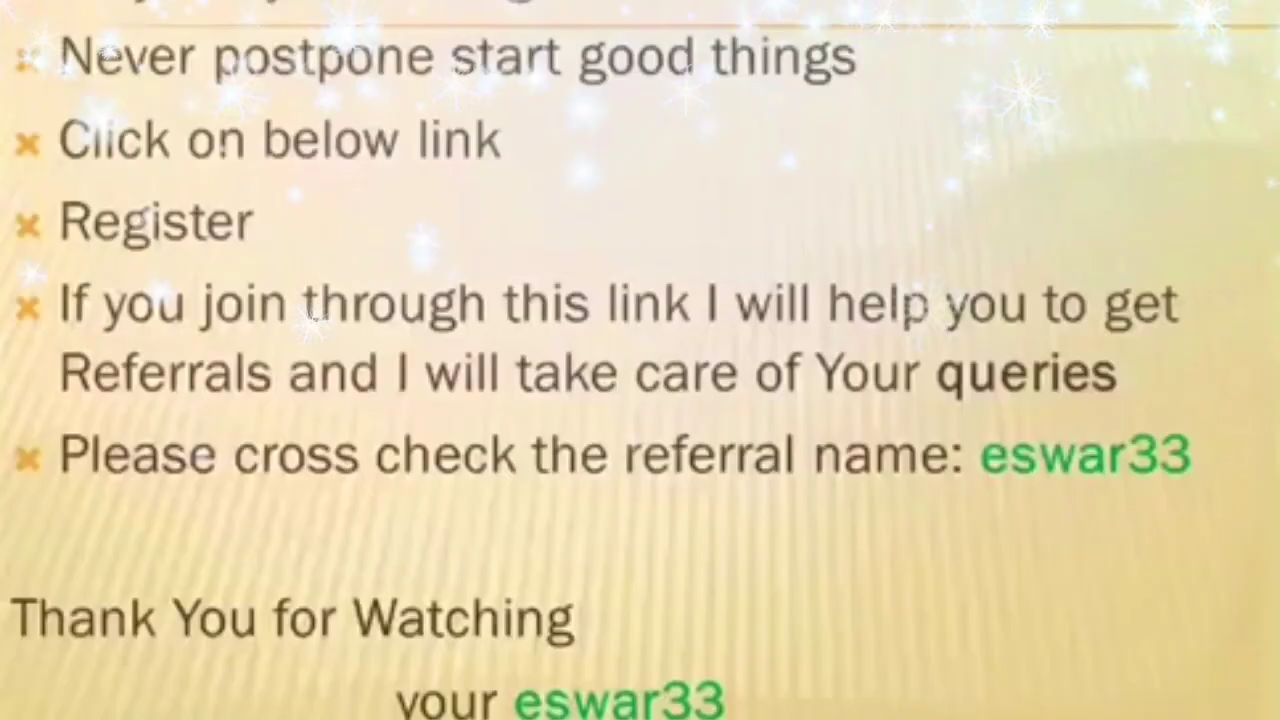 Never postpone start good things
Click on below link
Register
If you join through this link I will help you to get
Referrals and I will take care of Your queries
Please cross check the referral name: eswar33
Thank You for Watching
your eswar33